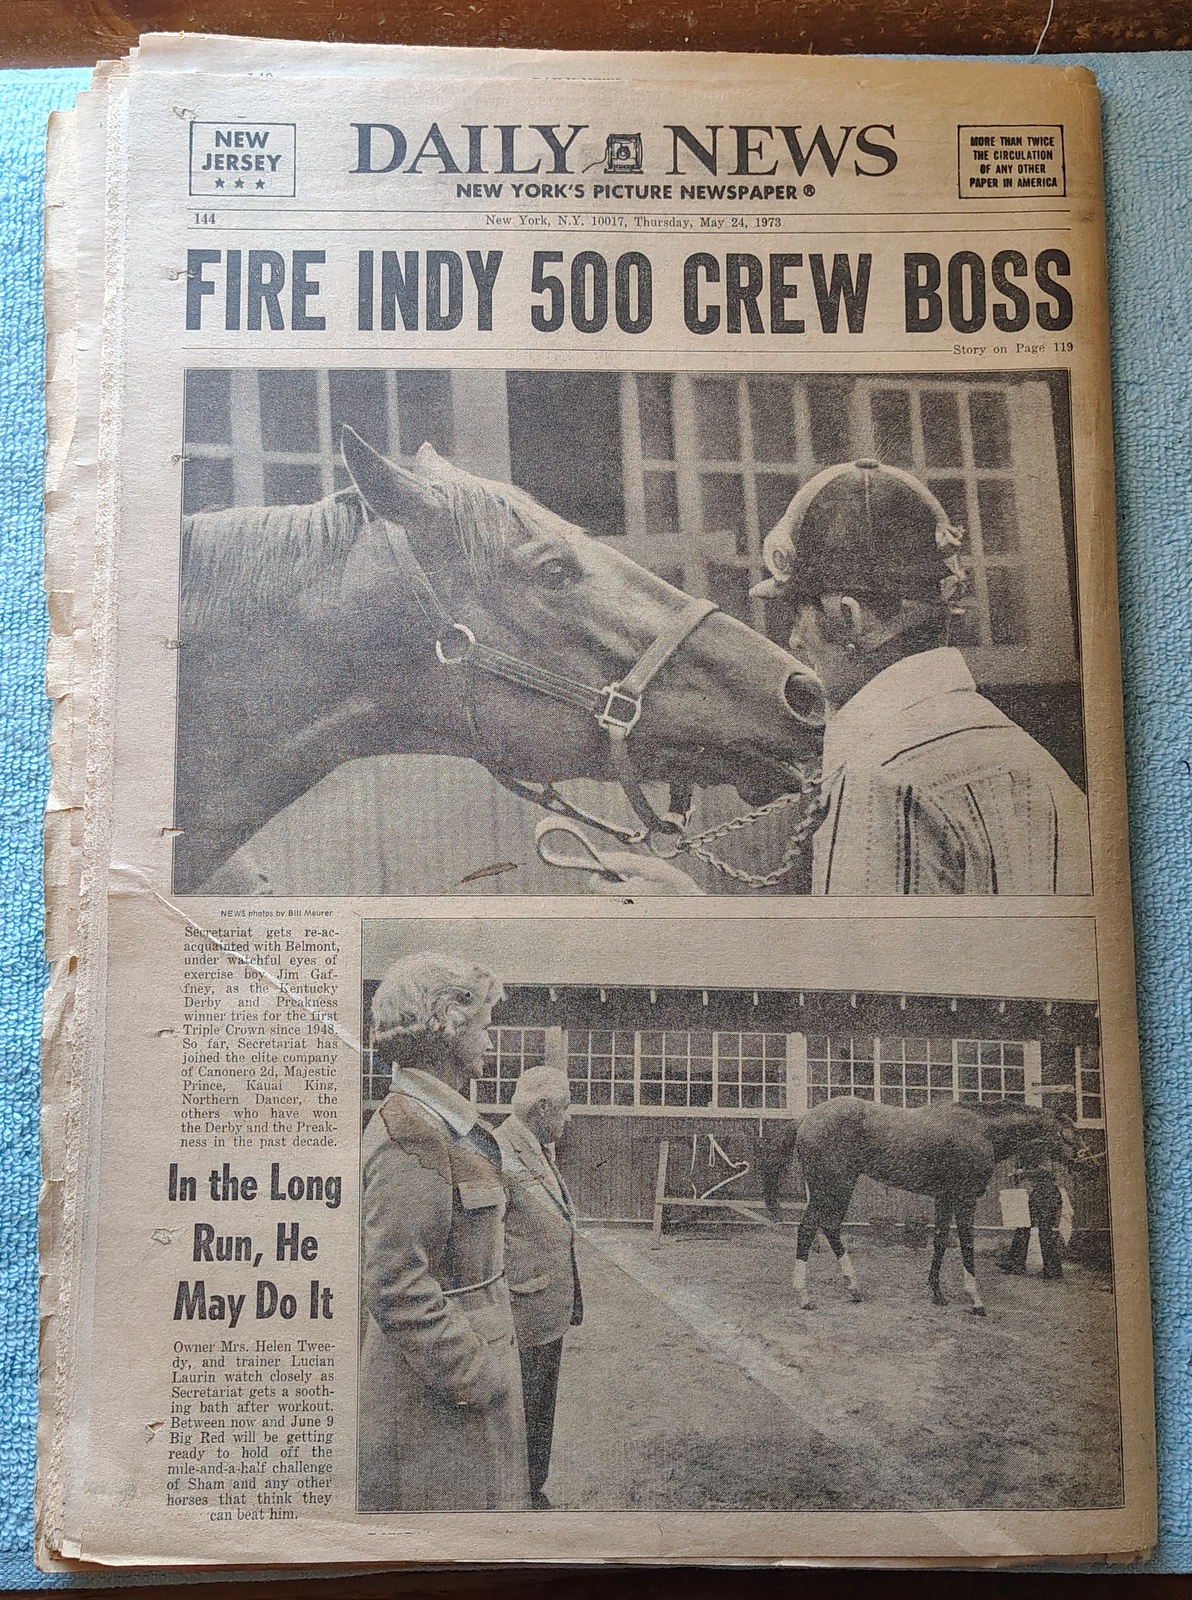 NEW
JERSEY
★ ★ ★
DAILY NEWS
NEW YORK'S PICTURE NEWSPAPER ®
MORE THAN TWICE
THE CIRCULATION
OF ANY OTHER
PAPER IN AMERICA
144
New York, N.Y. 10017, Thursday, May 24, 1973
FIRE INDY 500 CREW BOSS
Story on Page 119
NEWS photos by Bill Meurer
Secretariat gets re-ac-
acquainted with Belmont,
under watchful eyes of
exercise boy Jim Gaf-
fney, as the Kentucky
Derby and Preakness
winner tries for the first
Triple Crown since 1948.
So far, Secretariat has
joined the elite company
of Canonero 2d, Majestic
Prince, Kauai King,
Northern Dancer, the
others who have won
the Derby and the Preak-
ness in the past decade.
In the Long
Run, He
May Do It
Owner Mrs. Helen Twee-
dy, and trainer Lucian
Laurin watch closely as
Secretariat gets a sooth-
ing bath after workout.
Between now and June 9
Big Red will be getting
ready to hold off the
mile-and-a-half challenge
of Sham and any other
horses that think they
can beat him.